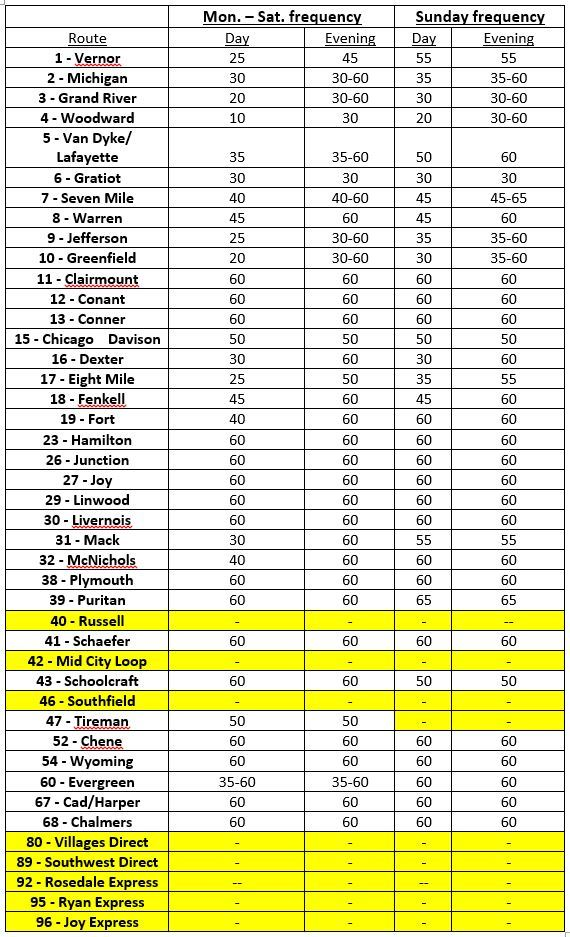 Mon. – Sat. frequency Sunday frequency
Route Day Evening Day Evening
1 - Vernor 25 45 55 55
2 - Michigan 30 30-60 35 35-60
3 - Grand River 20 30-60 30 30-60
4 - Woodward 10 30 20 30-60
5 - Van Dyke/
Lafayette 35 35-60 50 60
6 - Gratiot 30 30 30 30
7 - Seven Mile 40 40-60 45 45-65
8 - Warren 45 60 45 60
9 - Jefferson 25 30-60 35 35-60
10 - Greenfield 20 30-60 30 35-60
11 - Clairmount 60 60 60 60
12 - Conant 60 60 60 60
13 - Conner 60 60 60 60
15 - Chicago Davison 50 50 50 50
16 - Dexter 30 60 30 60
17 - Eight Mile 25 50 35 55
18 - Fenkell 45 60 45 60
19 - Fort 40 60 60 60
23 - Hamilton 60 60 60 60
26 - Junction 60 60 60 60
27 - Joy 60 60 60 60
29 - Linwood 60 60 60 60
30 - Livernois 60 60 60 60
31 - Mack 30 60 55 55
32 - McNichols 40 60 60 60
38 - Plymouth 60 60 60 60
39 - Puritan 60 60 65 65
40 - Russell - - - --
41 - Schaefer 60 60 60 60
42 - Mid City Loop - - - -
43 - Schoolcraft 60 60 50 50
46 - Southfield - - - -
47 - Tireman 50 50 - -
52 - Chene 60 60 60 60
54 - Wyoming 60 60 60 60
60 - Evergreen 35-60 35-60 60 60
67 - Cad/Harper 60 60 60 60
68 - Chalmers 60 60 60 60
80 - Villages Direct - - - -
89 - Southwest Direct - - - -
92 - Rosedale Express -- - -- -
95 - Ryan Express - - - -
96 - Joy Express - - - -